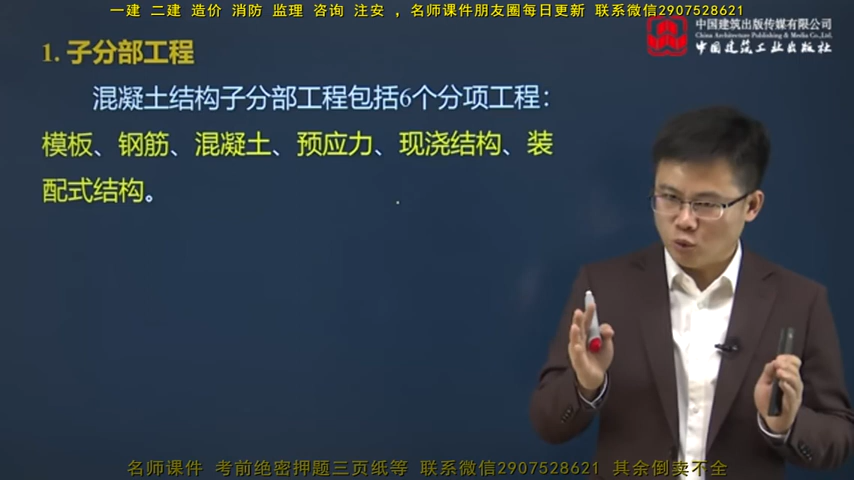 一建 二建 造价 消防 监理 咨询 注安 ，名师课件朋友圈每日更新 联系微信2907528621
中国建筑出版传媒有限公司
China Architecture Publishing & Media Co.,Ltd.
中国建筑工业出版社
1. 子分部工程
混凝土结构子分部工程包括6个分项工程：
模板、钢筋、混凝土、预应力、现浇结构、装
配式结构。
名师课件 考前绝密押题三页纸等 联系微信2907528621 其余倒卖不全